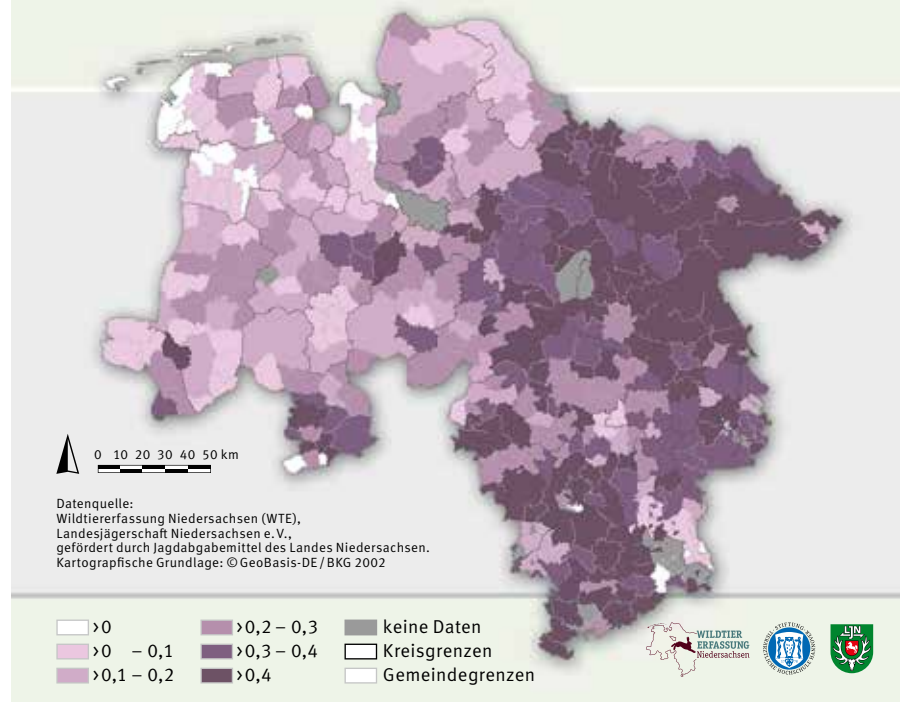 0 10 20 30 40 50 km
Datenquelle:
Wildtiererfassung Niedersachsen (WTE),
Landesjägerschaft Niedersachsen e. V.,
gefördert durch Jagdabgabemittel des Landes Niedersachsen.
Kartograpfische Grundlage: © GeoBasis-DE / BKG 2002
>0
>0 – 0,1
>0,1 – 0,2
>0,2 – 0,3
>0,3 – 0,4
>0,4
keine Daten
Kreisgrenzen
Gemeindegrenzen
WILDTIER
ERFASSUNG
Niedersachsen
STIFTUNG
LJN